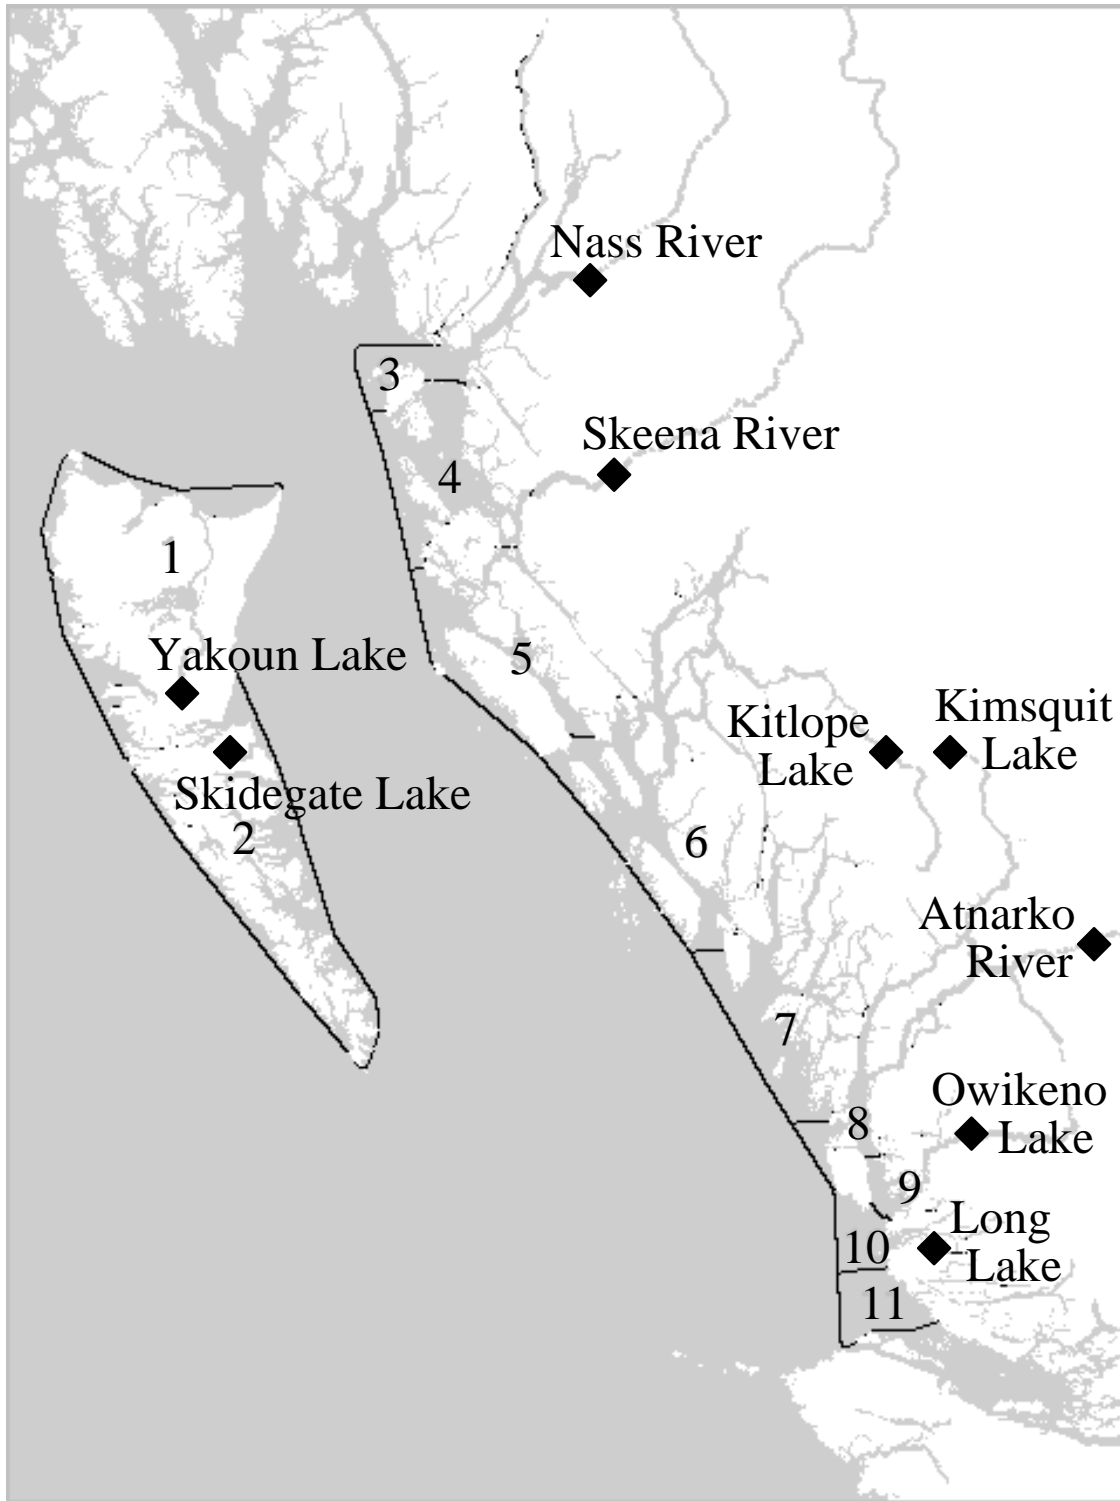 Nass River
3
Skeena River
4
1
Yakoun Lake
5
Kitlope
Lake
Kimsquit
Lake
Skidegate Lake
2
6
Atnarko
River
7
Owikeno
Lake
8
9
Long
Lake
10
11